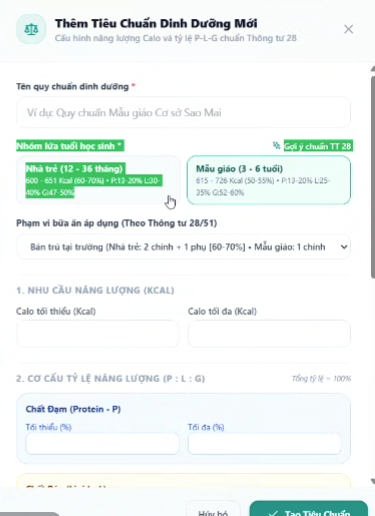 Thêm Tiêu Chuẩn Dinh Dưỡng Mới
Cấu hình năng lượng Calo và tỷ lệ P-L-G chuẩn Thông tư 28
Tên quy chuẩn dinh dưỡng *
Ví dụ: Quy chuẩn Mẫu giáo Cơ sở Sao Mai
Nhóm lứa tuổi học sinh *
Gợi ý chuẩn TT 28
Nhà trẻ (12 - 36 tháng)
600 - 651 Kcal (60-70%) • P:13-20% L:30-
40% G:47-50%
Mẫu giáo (3 - 6 tuổi)
615 - 726 Kcal (50-55%) • P:13-20% L:25-
35% G:52-60%
Phạm vi bữa ăn áp dụng (Theo Thông tư 28/51)
Bán trú tại trường (Nhà trẻ: 2 chính + 1 phụ [60-70%] • Mẫu giáo: 1 chính
1. NHU CẦU NĂNG LƯỢNG (KCAL)
Calo tối thiểu (Kcal)
Calo tối đa (Kcal)
2. CƠ CẤU TỶ LỆ NĂNG LƯỢNG (P : L : G)
Tổng tỷ lệ = 100%
Chất Đạm (Protein - P)
Tối thiểu (%)
Tối đa (%)
Hủy bỏ
Tạo Tiêu Chuẩn